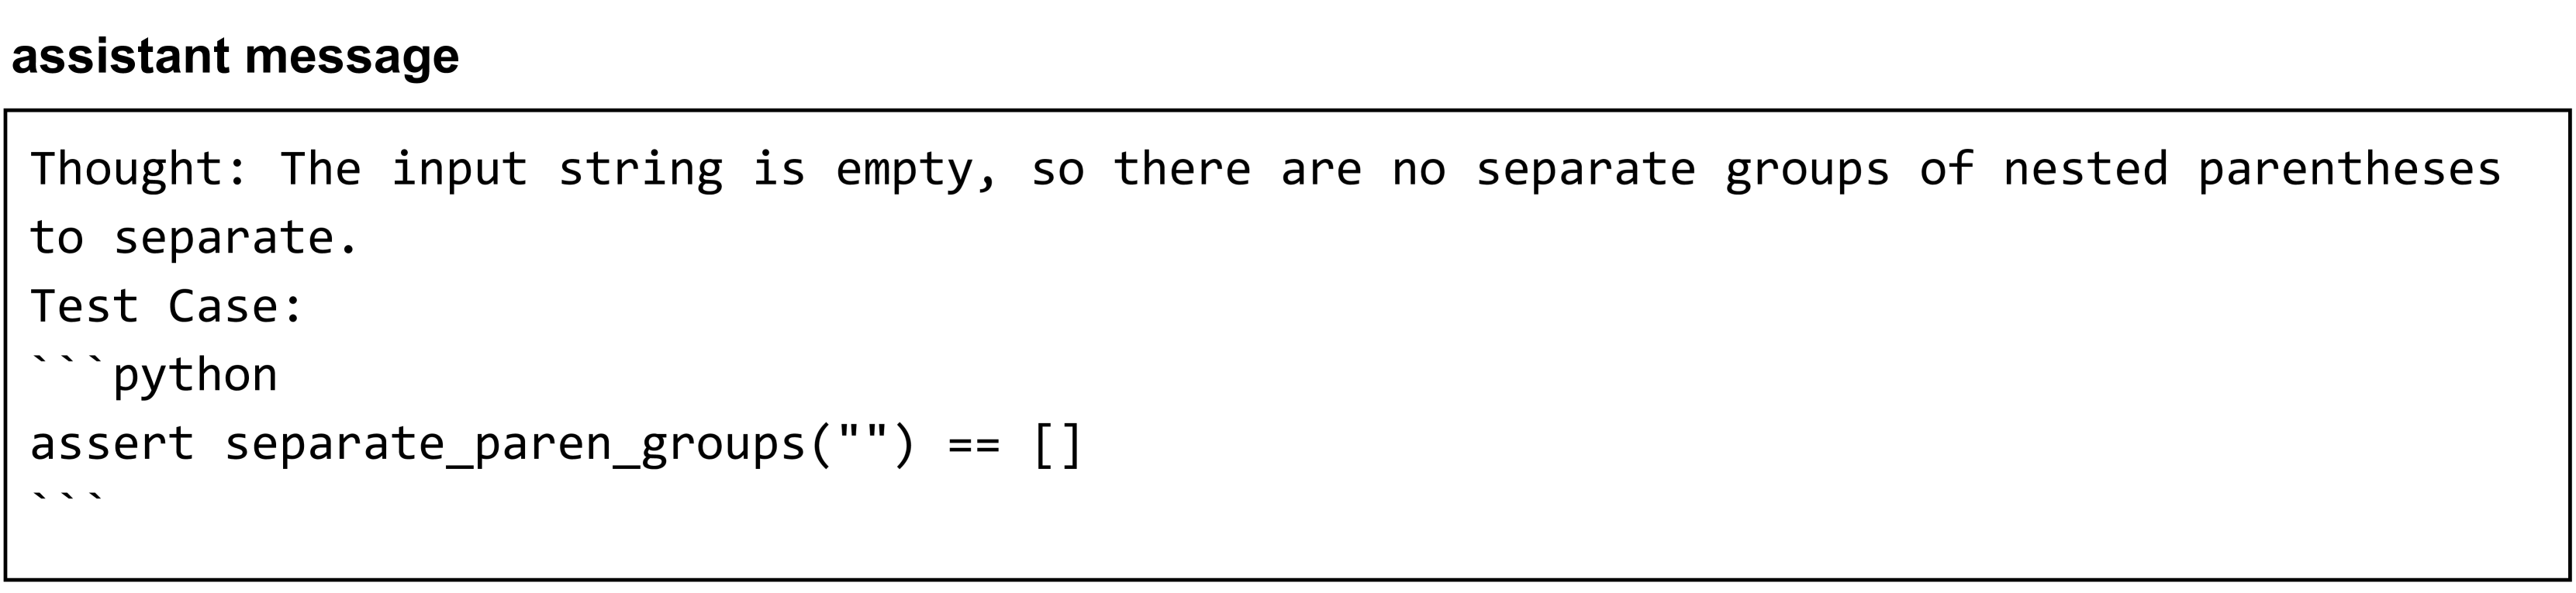 assistant message
Thought: The input string is empty, so there are no separate groups of nested parentheses
to separate.
Test Case:
```python
assert separate_paren_groups("") == []
```